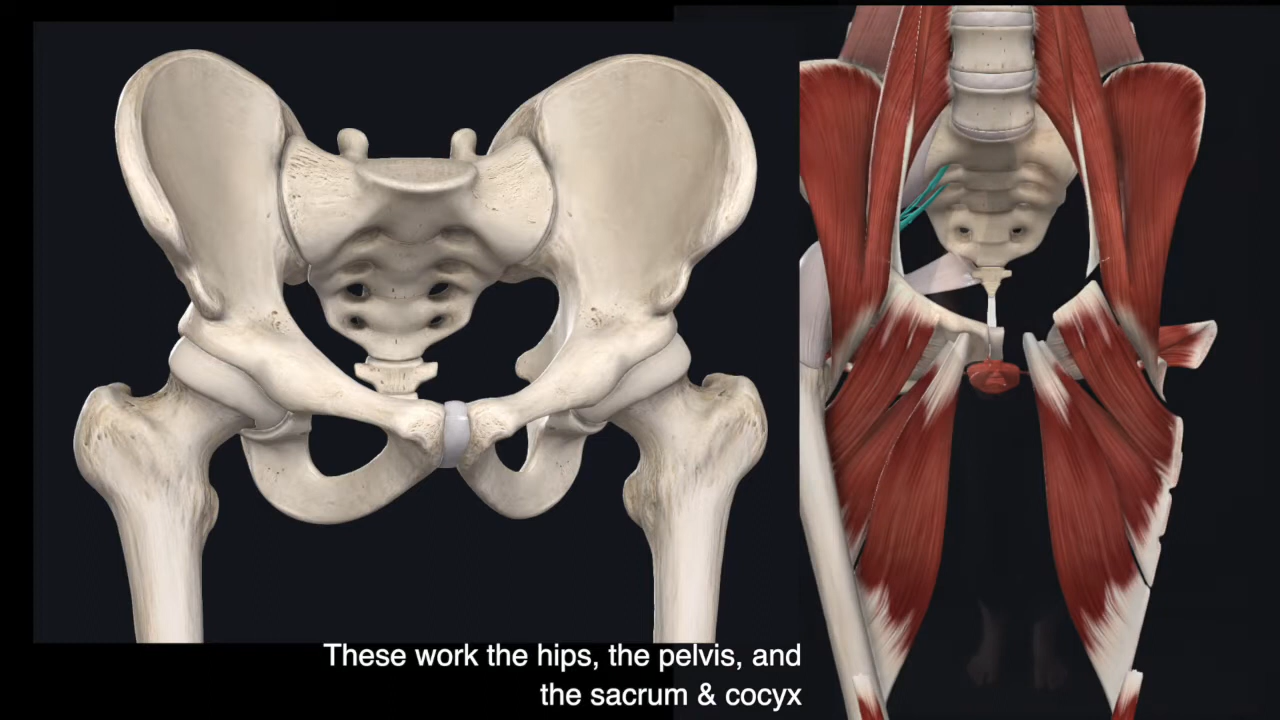 These work the hips, the pelvis, and
the sacrum & cocyx